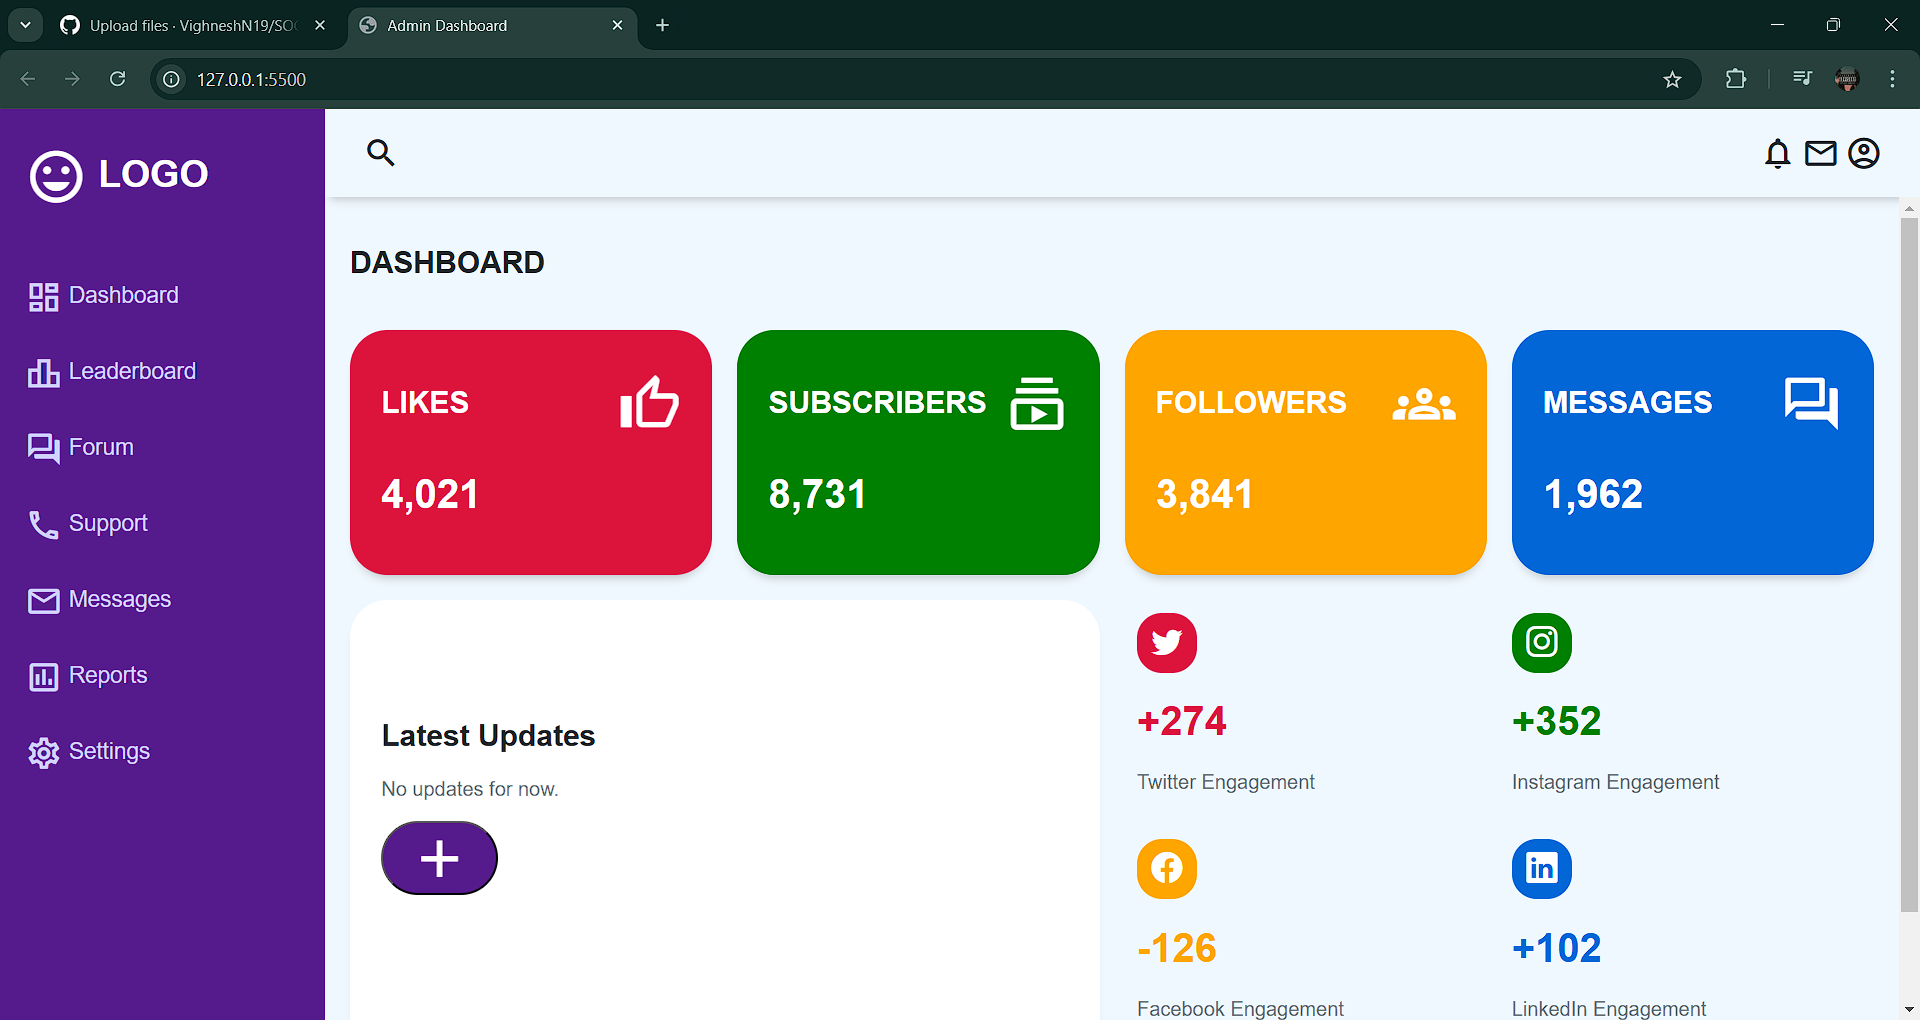 Upload files · VighneshN19/SO
Admin Dashboard
127.0.0.1:5500
LOGO
Dashboard
Leaderboard
Forum
Support
Messages
Reports
Settings
DASHBOARD
LIKES
4,021
SUBSCRIBERS
8,731
FOLLOWERS
3,841
MESSAGES
1,962
Latest Updates
No updates for now.
+274
Twitter Engagement
+352
Instagram Engagement
-126
Facebook Engagement
in
+102
LinkedIn Engagement